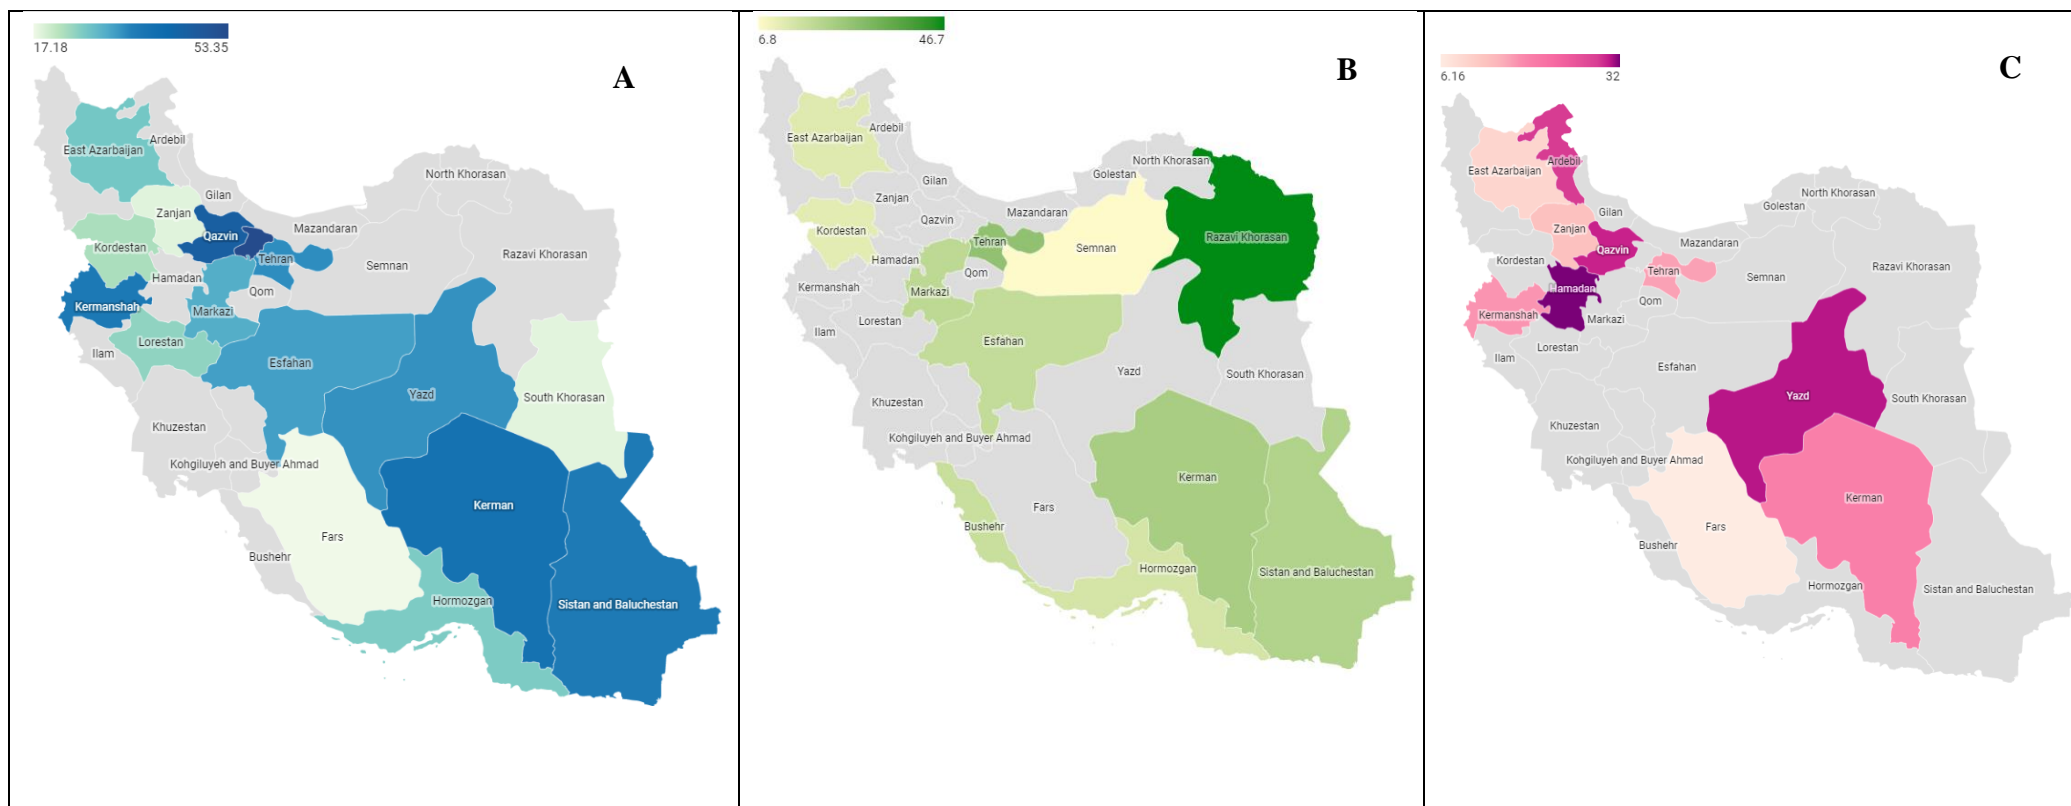 17.18 53.35
A
East Azarbaijan
Ardebil
North Khorasan
Gilan
Zanjan
Mazandaran
Qazvin
Kordestan
Razavi Khorasan
Tehran
Semnan
Hamadan
Qom
Kermanshah
Markazi
Lorestan
Ilam
Esfahan
Yazd
South Khorasan
Khuzestan
Kohgiluyeh and Buyer Ahmad
Kerman
Fars
Bushehr
Hormozgan
Sistan and Baluchestan
6.8 46.7
B
Ardebil
East Azarbaijan
North Khorasan
Golestan
Gilan
Zanjan
Mazandaran
Qazvin
Kordestan
Razavi Khorasan
Tehran
Semnan
Hamadan
Qom
Kermanshah
Markazi
Lorestan
Ilam
Esfahan
Yazd
South Khorasan
Khuzestan
Kohgiluyeh and Buyer Ahmad
Kerman
Fars
Bushehr
Hormozgan
Sistan and Baluchestan
6.16 32
C
Ardebil
East Azarbaijan
North Khorasan
Golestan
Gilan
Zanjan
Mazandaran
Qazvin
Kordestan
Razavi Khorasan
Tehran
Semnan
Hamadan
Qom
Kermanshah
Markazi
Lorestan
Ilam
Esfahan
Yazd
South Khorasan
Khuzestan
Kohgiluyeh and Buyer Ahmad
Kerman
Fars
Bushehr
Hormozgan
Sistan and Baluchestan